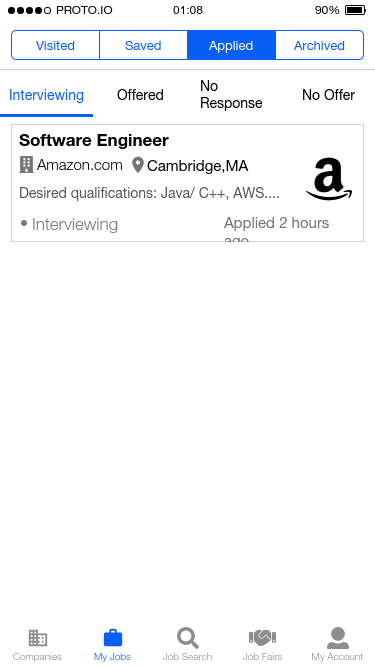 PROTO.IO 01:08 90%
Visited Saved Applied Archived
Interviewing Offered No Response No Offer
Software Engineer
Amazon.com Cambridge,MA
Desired qualifications: Java/ C++, AWS....
a
• Interviewing Applied 2 hours
ago
Companies My Jobs Job Search Job Fairs My Account